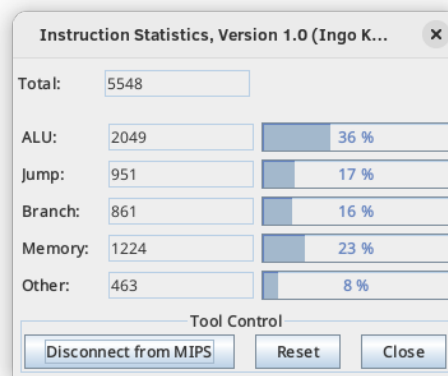 Instruction Statistics, Version 1.0 (Ingo K...
Total: 5548
ALU: 2049 36 %
Jump: 951 17 %
Branch: 861 16 %
Memory: 1224 23 %
Other: 463 8 %
Tool Control
Disconnect from MIPS Reset Close